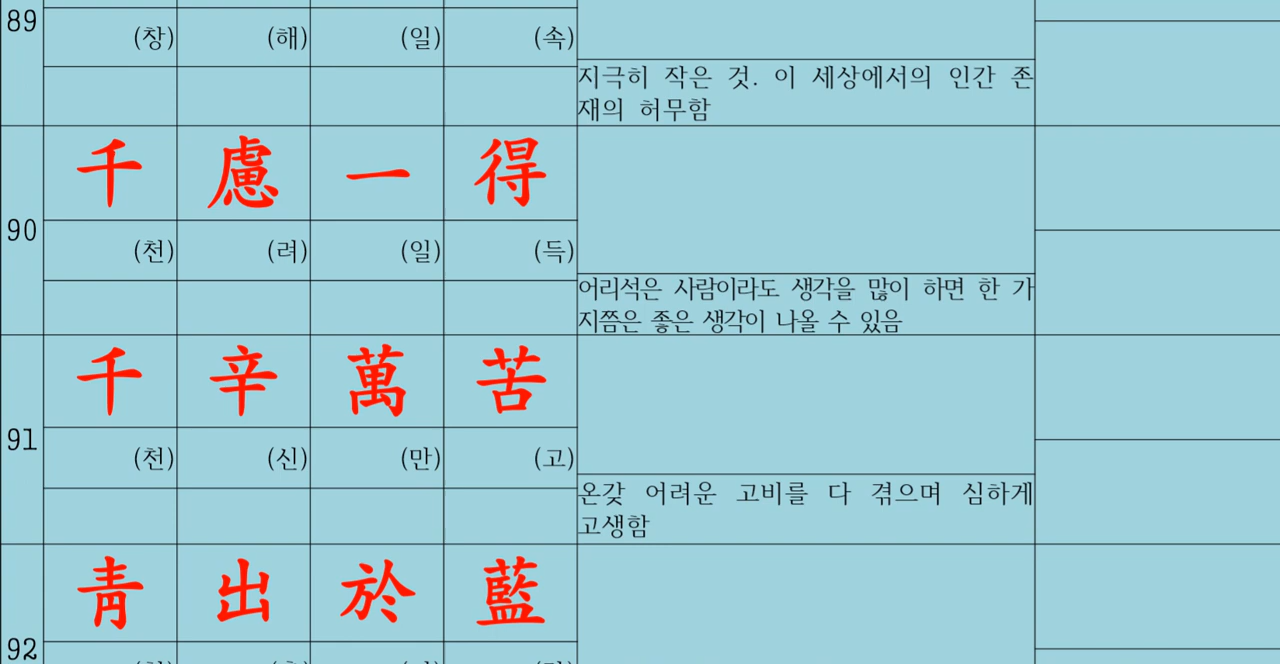 89
(창) (해) (일) (속)
지극히 작은 것. 이 세상에서의 인간 존
재의 허무함
千 慮 一 得
90
(천) (려) (일) (득)
어리석은 사람이라도 생각을 많이 하면 한 가
지쯤은 좋은 생각이 나올 수 있음
千 辛 萬 苦
91
(천) (신) (만) (고)
온갖 어려운 고비를 다 겪으며 심하게
고생함
靑 出 於 藍
92